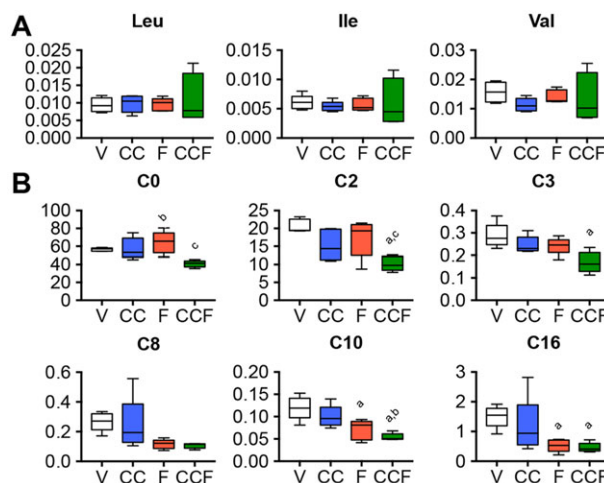 A
Leu Ile Val
0.025 0.015 0.03
0.020
0.015 0.010 0.02
0.010 0.005 0.01
0.005
0.000 0.000 0.00
V CC F CCF V CC F CCF V CC F CCF
B
C0 C2 C3
100 25 0.4
80 20 0.3
60 15 0.2
40 10
20 5 0.1
0 0 0.0
b c a,c a
V CC F CCF V CC F CCF V CC F CCF
C8 C10 C16
0.6 0.20 3
0.4 0.15 2
0.10
0.2 0.05 1
0.0 0.00 0
a a,b a a
V CC F CCF V CC F CCF V CC F CCF